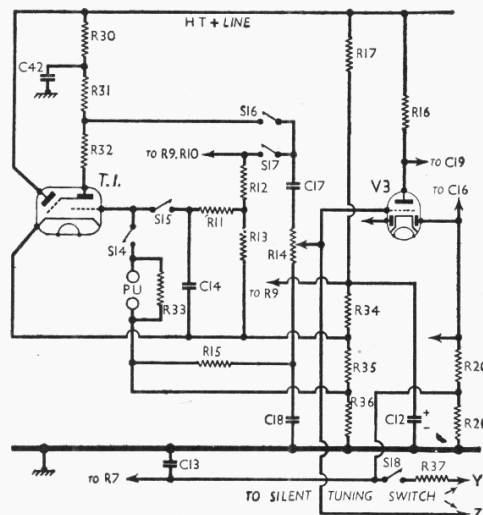 HT + LINE
R30
C42
R31
R32
T.I.
S16
TO R9, R10
S17
R12
C17
R17
R16
TO C19
TO C16
V3
S15
R11
R13
R14
S14
PU
R33
C14
TO R9
R34
R15
R35
R36
R20
C18
C12
+
−
R26
C13
S18
R37
Y
TO R7
TO SILENT TUNING SWITCH
Z